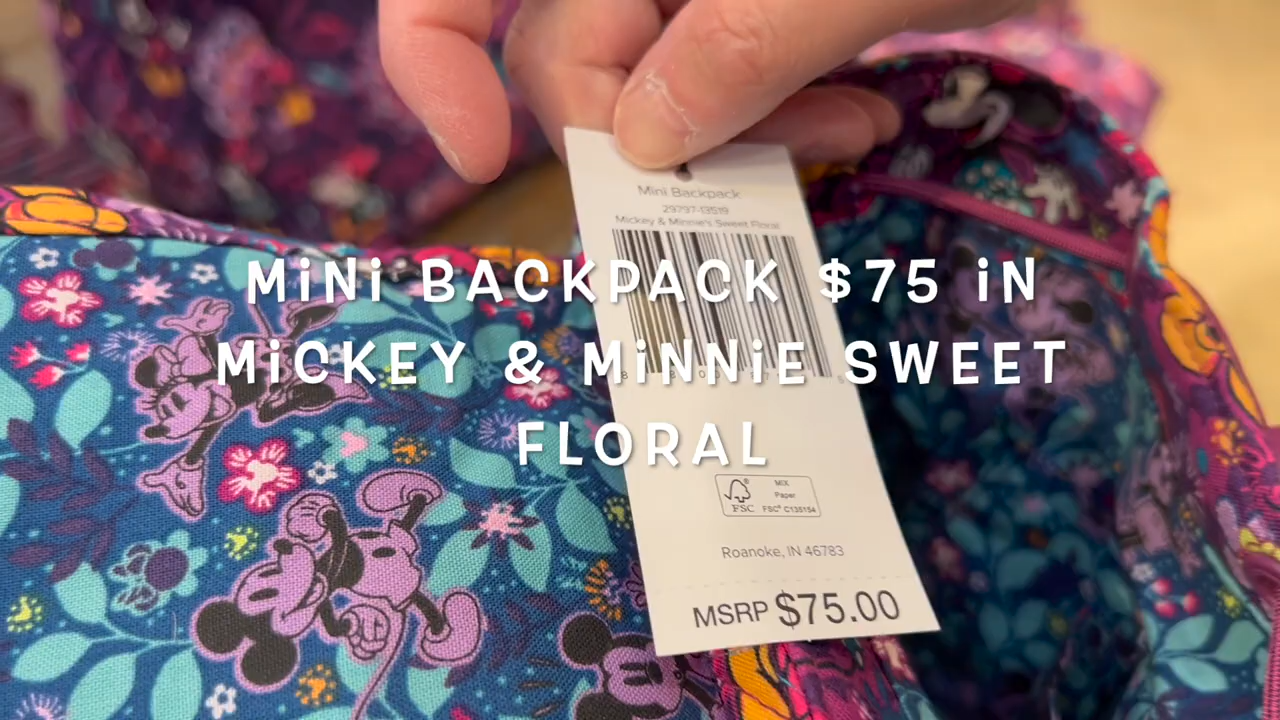 Mini Backpack
29797-13519
Mickey & Minnie's Sweet Floral
MiNi BACKPACK $75 iN
MiCKEY & MiNNiE SWEET
FLORAL
MIX
Paper
FSC
FSC® C135154
Roanoke, IN 46783
MSRP $75.00